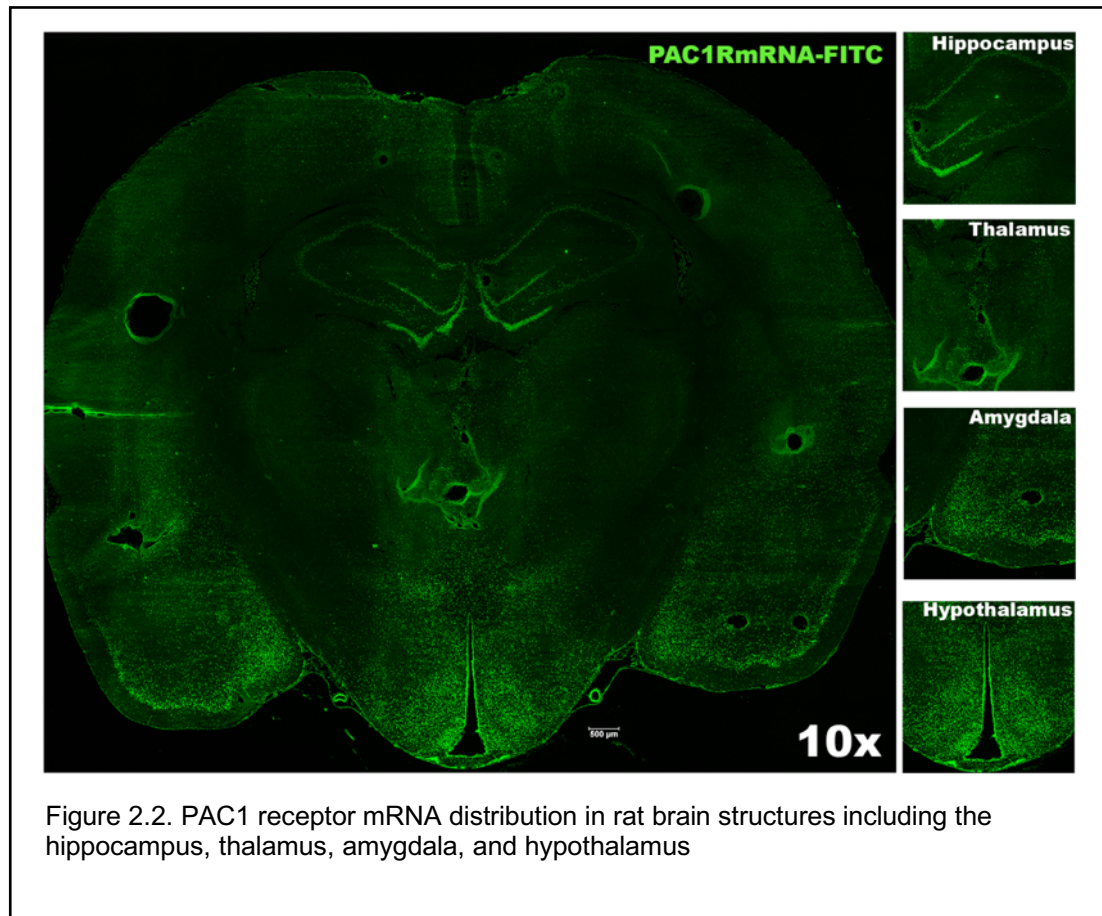 PAC1RmRNA-FITC
Hippocampus
Thalamus
Amygdala
Hypothalamus
500 µm
10x
Figure 2.2. PAC1 receptor mRNA distribution in rat brain structures including the
hippocampus, thalamus, amygdala, and hypothalamus